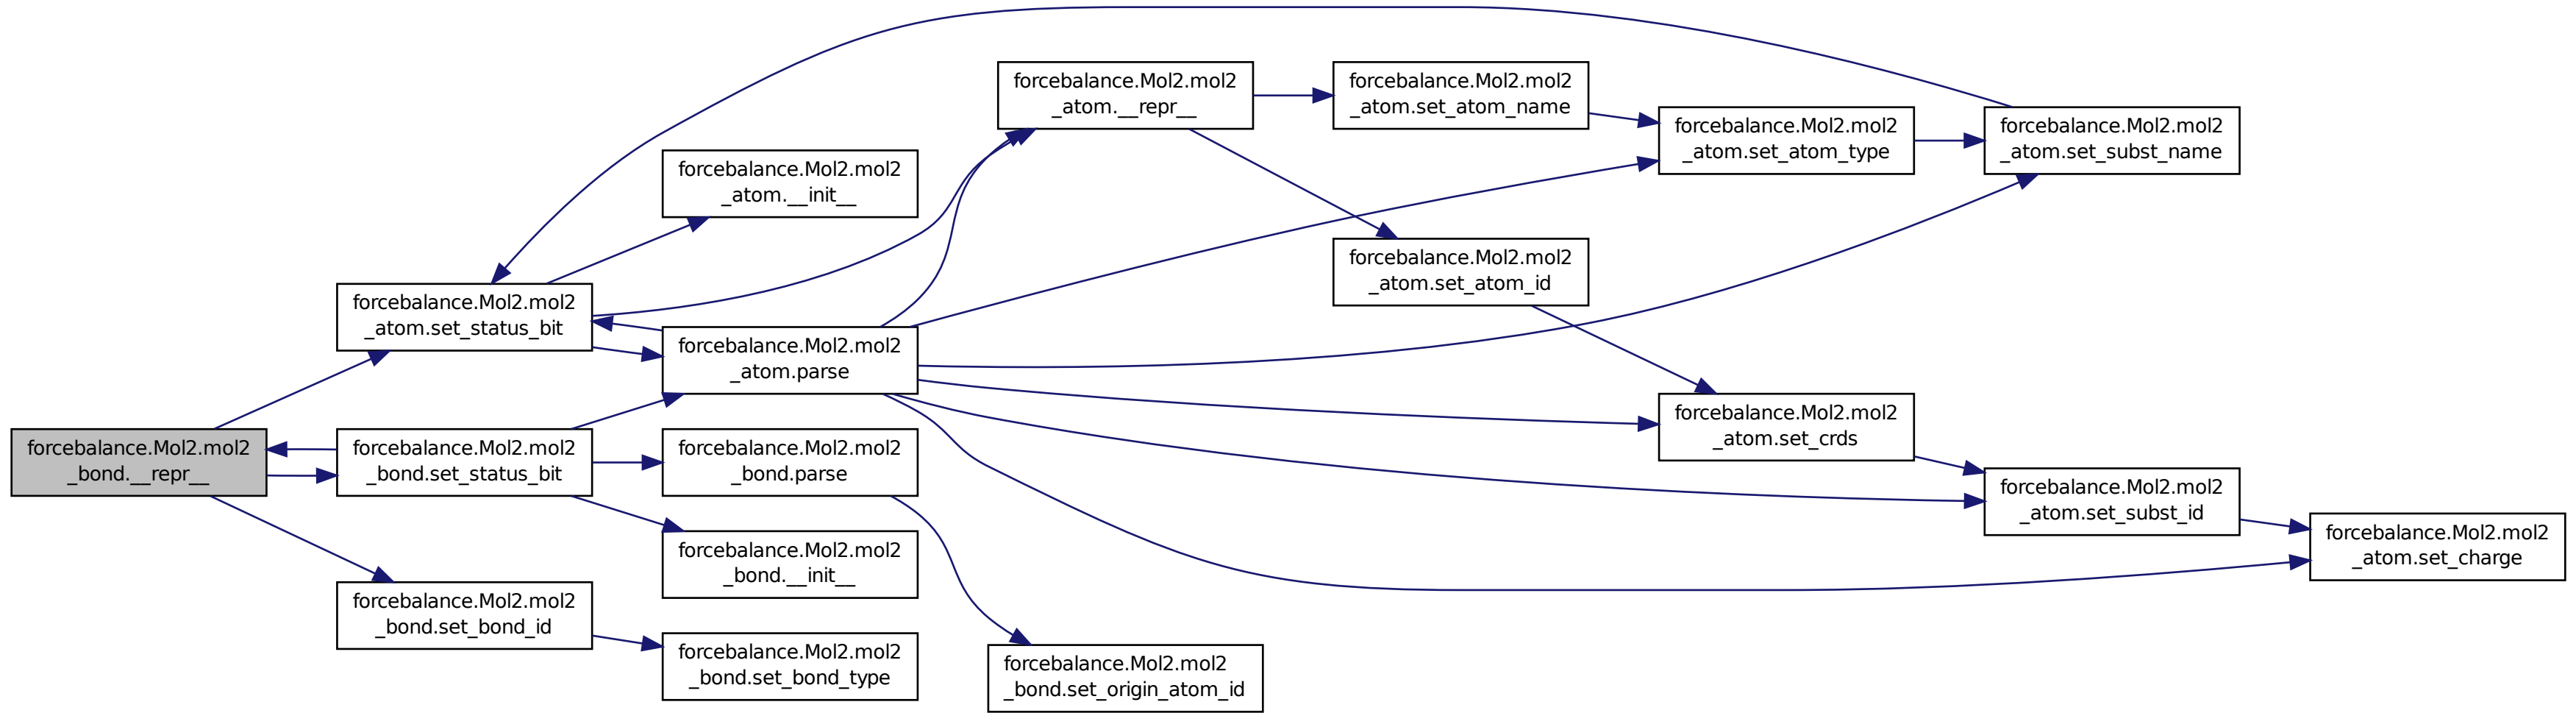 forcebalance.Mol2.mol2
_bond.__repr__
forcebalance.Mol2.mol2
_atom.set_status_bit
forcebalance.Mol2.mol2
_bond.set_status_bit
forcebalance.Mol2.mol2
_bond.set_bond_id
forcebalance.Mol2.mol2
_atom.__init__
forcebalance.Mol2.mol2
_atom.parse
forcebalance.Mol2.mol2
_bond.parse
forcebalance.Mol2.mol2
_bond.__init__
forcebalance.Mol2.mol2
_bond.set_bond_type
forcebalance.Mol2.mol2
_atom.__repr__
forcebalance.Mol2.mol2
_bond.set_origin_atom_id
forcebalance.Mol2.mol2
_atom.set_atom_name
forcebalance.Mol2.mol2
_atom.set_atom_id
forcebalance.Mol2.mol2
_atom.set_atom_type
forcebalance.Mol2.mol2
_atom.set_crds
forcebalance.Mol2.mol2
_atom.set_subst_name
forcebalance.Mol2.mol2
_atom.set_subst_id
forcebalance.Mol2.mol2
_atom.set_charge